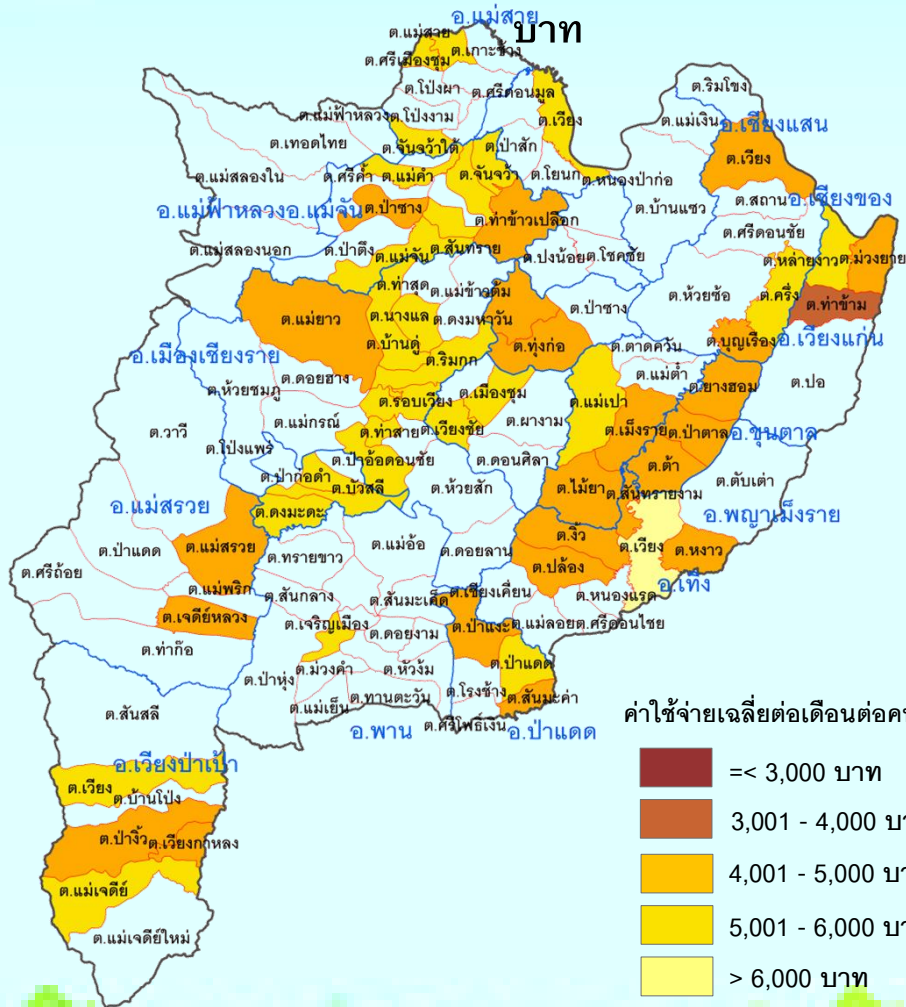 อ.แม่สาย
บาท
ต.แม่สาย
ต.เกาะช้าง
ต.ศรีเมืองชุม
ต.โป่งผา
ต.ศรีดอนมูล
ต.ริมโขง
ต.แม่ฟ้าหลวง
ต.โป่งงาม
ต.เวียง
ต.แม่เงิน
อ.เชียงแสน
ต.เทอดไทย
ต.จันจว้าใต้
ต.ป่าสัก
ต.เวียง
ต.แม่สลองใน
ต.ศรีค้ำ
ต.แม่คำ
ต.จันจว้า
ต.โยนก
ต.หนองป่าก่อ
ต.สถาน
อ.เชียงของ
อ.แม่ฟ้าหลวง
อ.แม่จัน
ต.ป่าซาง
ต.ท่าข้าวเปลือก
ต.บ้านแซว
ต.ศรีดอนชัย
ต.แม่สลองนอก
ต.ป่าตึง
ต.แม่จัน
ต.สันทราย
ต.ปงน้อย
ต.โชคชัย
ต.หล่ายงาว
ต.ม่วงยาย
ต.ท่าสุด
ต.แม่ข้าวต้ม
ต.ห้วยซ้อ
ต.ครึ่ง
ต.ท่าข้าม
ต.แม่ยาว
ต.นางแล
ต.ดงมหาวัน
ต.ป่าซาง
ต.บ้านดู่
ต.ทุ่งก่อ
ต.ตาดควัน
ต.บุญเรือง
อ.เวียงแก่น
อ.เมืองเชียงราย
ต.ริมกก
ต.แม่ต๋ำ
ต.ห้วยชมภู
ต.ดอยฮาง
ต.รอบเวียง
ต.เมืองชุม
ต.แม่เปา
ต.ยางฮอม
ต.ปอ
ต.วาวี
ต.แม่กรณ์
ต.ท่าสาย
ต.เวียงชัย
ต.ผางาม
ต.เม็งราย
ต.ป่าตาล
อ.ขุนตาล
ต.โป่งแพร่
ต.ป่าอ้อดอนชัย
ต.ดอนศิลา
ต.ต้า
ต.ป่าก่อดำ
ต.บัวสลี
ต.ห้วยสัก
ต.ไม้ยา
ต.สันทรายงาม
ต.ตับเต่า
อ.แม่สรวย
ต.ดงมะดะ
อ.พญาเม็งราย
ต.ป่าแดด
ต.แม่สรวย
ต.ทรายขาว
ต.แม่อ้อ
ต.ดอยลาน
ต.งิ้ว
ต.เวียง
ต.หงาว
ต.ศรีถ้อย
ต.แม่พริก
ต.สันกลาง
ต.สันมะเค็ด
ต.เชียงเคี่ยน
ต.ปล้อง
ต.หนองแรด
อ.เทิง
ต.เจดีย์หลวง
ต.เจริญเมือง
ต.ดอยงาม
ต.ป่าแงะ
ต.แม่ลอย
ต.ศรีดอนไชย
ต.ท่าก๊อ
ต.ป่าหุ่ง
ต.ม่วงคำ
ต.หัวง้ม
ต.ป่าแดด
ต.สันสลี
ต.แม่เย็น
ต.ทานตะวัน
ต.โรงช้าง
ต.สันมะค่า
อ.พาน
ต.ศรีโพธิ์เงิน
อ.ป่าแดด
อ.เวียงป่าเป้า
ต.เวียง
ต.บ้านโป่ง
ต.ป่างิ้ว
ต.เวียงกาหลง
ต.แม่เจดีย์
ต.แม่เจดีย์ใหม่
ค่าใช้จ่ายเฉลี่ยต่อเดือนต่อค
=< 3,000 บาท
3,001 - 4,000 บา
4,001 - 5,000 บา
5,001 - 6,000 บา
> 6,000 บาท